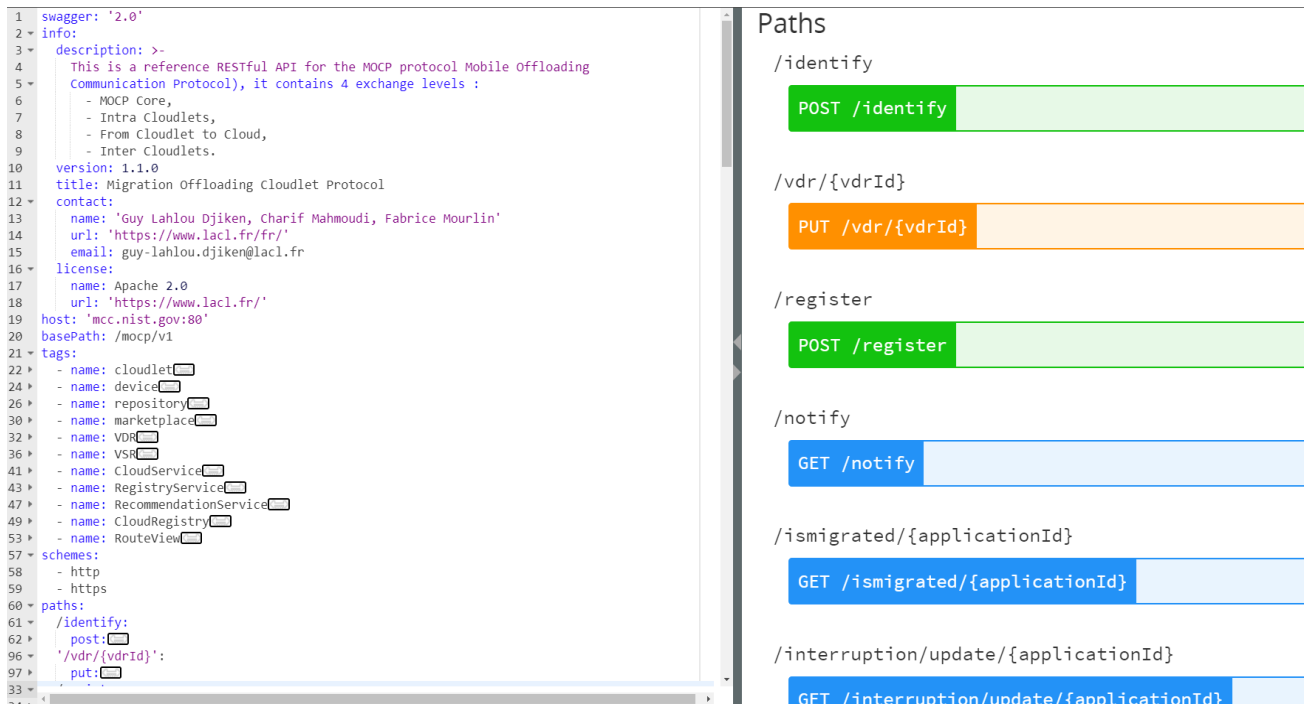 1 swagger: '2.0'
2 info:
3 description: >-
4 This is a reference RESTful API for the MOCP protocol Mobile Offloading
5 Communication Protocol), it contains 4 exchange levels :
6 - MOCP Core,
7 - Intra Cloudlets,
8 - From Cloudlet to Cloud,
9 - Inter Cloudlets.
10 version: 1.1.0
11 title: Migration Offloading Cloudlet Protocol
12 contact:
13 name: 'Guy Lahlou Djiken, Charif Mahmoudi, Fabrice Mourlin'
14 url: 'https://www.lacl.fr/fr/'
15 email: guy-lahlou.djiken@lacl.fr
16 license:
17 name: Apache 2.0
18 url: 'https://www.lacl.fr/'
19 host: 'mcc.nist.gov:80'
20 basePath: /mocp/v1
21 tags:
22 - name: cloudlet
24 - name: device
26 - name: repository
30 - name: marketplace
32 - name: VDR
36 - name: VSR
41 - name: CloudService
43 - name: RegistryService
47 - name: RecommendationService
49 - name: CloudRegistry
53 - name: RouteView
57 schemes:
58 - http
59 - https
60 paths:
61 /identify:
62 post:
96 '/vdr/{vdrId}':
97 put:
33
Paths
/identify
POST /identify
/vdr/{vdrId}
PUT /vdr/{vdrId}
/register
POST /register
/notify
GET /notify
/ismigrated/{applicationId}
GET /ismigrated/{applicationId}
/interruption/update/{applicationId}
GET /interruption/update/{applicationId}